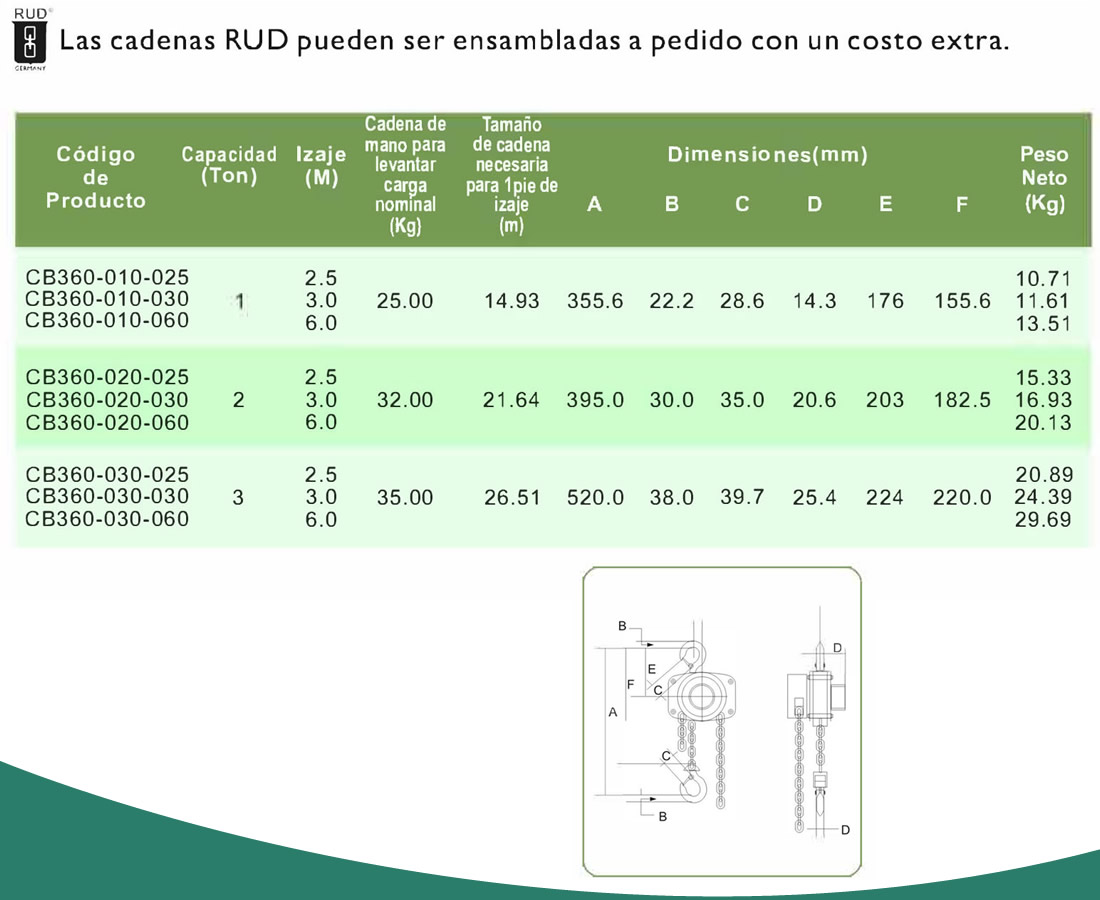 RUD
GERMANY
Las cadenas RUD pueden ser ensambladas a pedido con un costo extra.
Código de Producto
Capacidad (Ton)
Izaje (M)
Cadena de mano para levantar carga nominal (Kg)
Tamaño de cadena necesaria para 1pie de izaje (m)
Dimensiones(mm)
A B C D E F
Peso Neto (Kg)
CB360-010-025 2.5 10.71
CB360-010-030 1 3.0 25.00 14.93 355.6 22.2 28.6 14.3 176 155.6 11.61
CB360-010-060 6.0 13.51
CB360-020-025 2.5 15.33
CB360-020-030 2 3.0 32.00 21.64 395.0 30.0 35.0 20.6 203 182.5 16.93
CB360-020-060 6.0 20.13
CB360-030-025 2.5 20.89
CB360-030-030 3 3.0 35.00 26.51 520.0 38.0 39.7 25.4 224 220.0 24.39
CB360-030-060 6.0 29.69
B
D
E
F
C
A
C
B
D